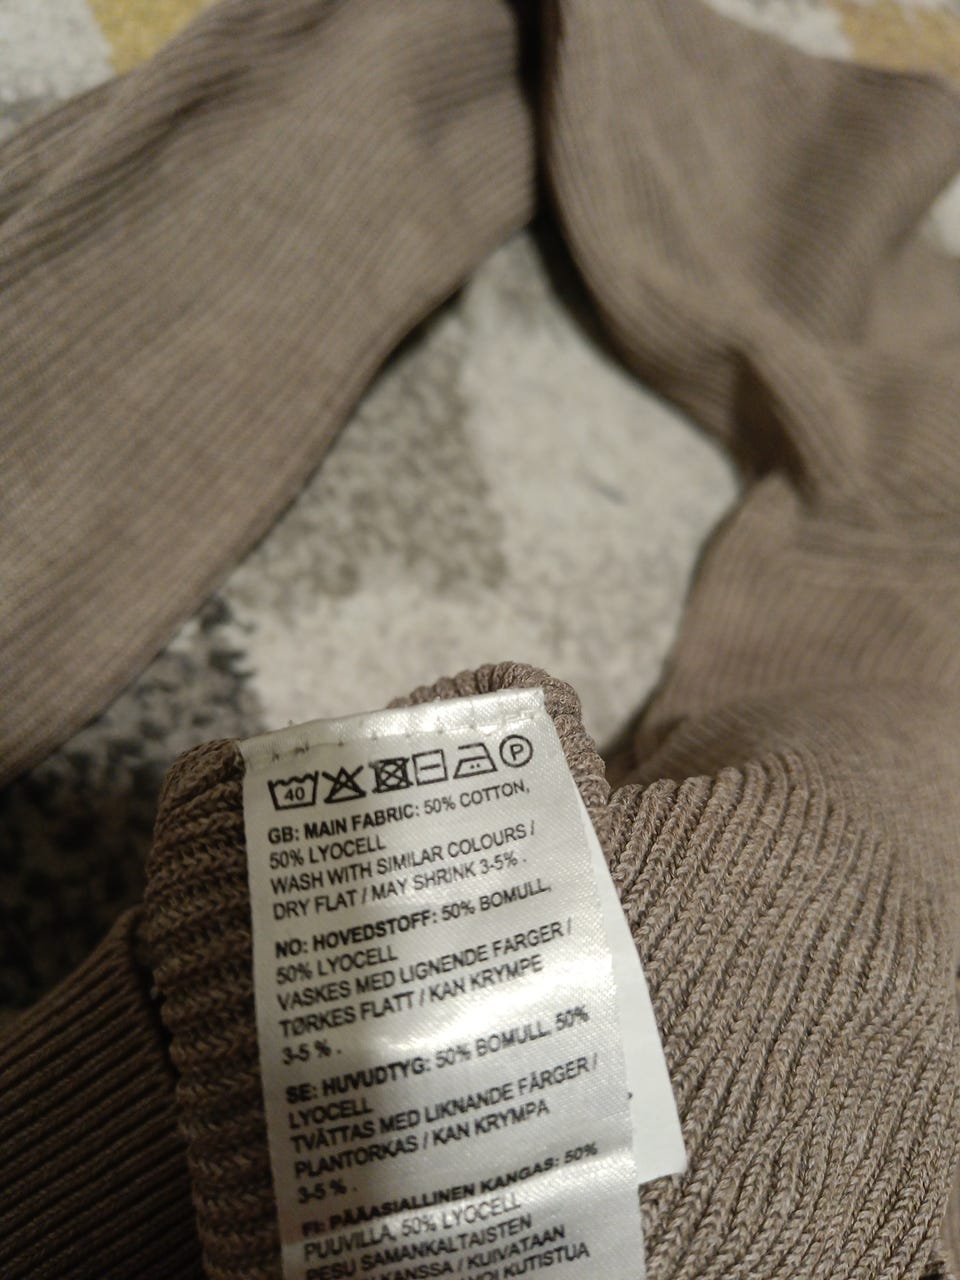 40 P
GB: MAIN FABRIC: 50% COTTON,
50% LYOCELL
WASH WITH SIMILAR COLOURS /
DRY FLAT / MAY SHRINK 3-5% .
NO: HOVEDSTOFF: 50% BOMULL,
50% LYOCELL
VASKES MED LIGNENDE FARGER /
TØRKES FLATT / KAN KRYMPE
3-5 % .
SE: HUVUDTYG: 50% BOMULL, 50%
LYOCELL
TVÄTTAS MED LIKNANDE FÄRGER /
PLANTORKAS / KAN KRYMPA
3-5 % .
FI: PÄÄASIALLINEN KANGAS: 50%
PUUVILLA, 50% LYOCELL
PESU SAMANKALTAISTEN
KANSSA / KUIVATAAN
KUTISTUA